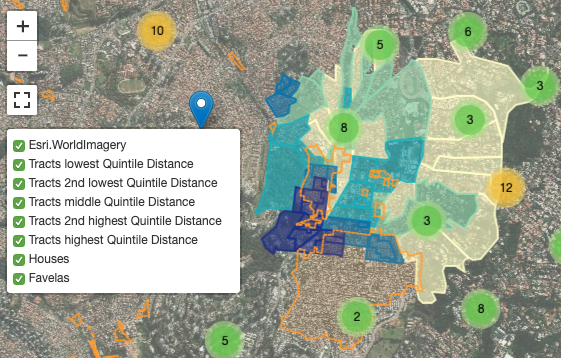 +
−
10
5
6
3
8
3
12
3
8
2
5
Esri.WorldImagery
Tracts lowest Quintile Distance
Tracts 2nd lowest Quintile Distance
Tracts middle Quintile Distance
Tracts 2nd highest Quintile Distance
Tracts highest Quintile Distance
Houses
Favelas